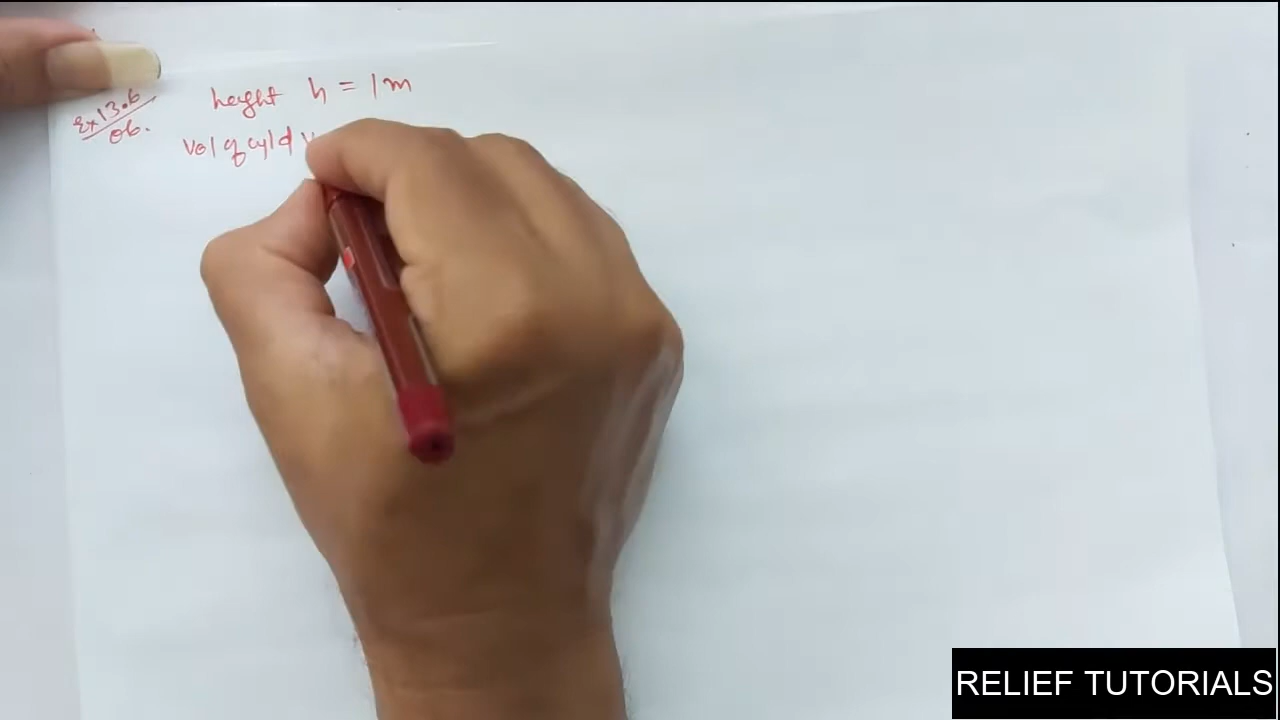 Ex 13.6
06.
height h = 1m
Vol of cyld V
RELIEF TUTORIALS